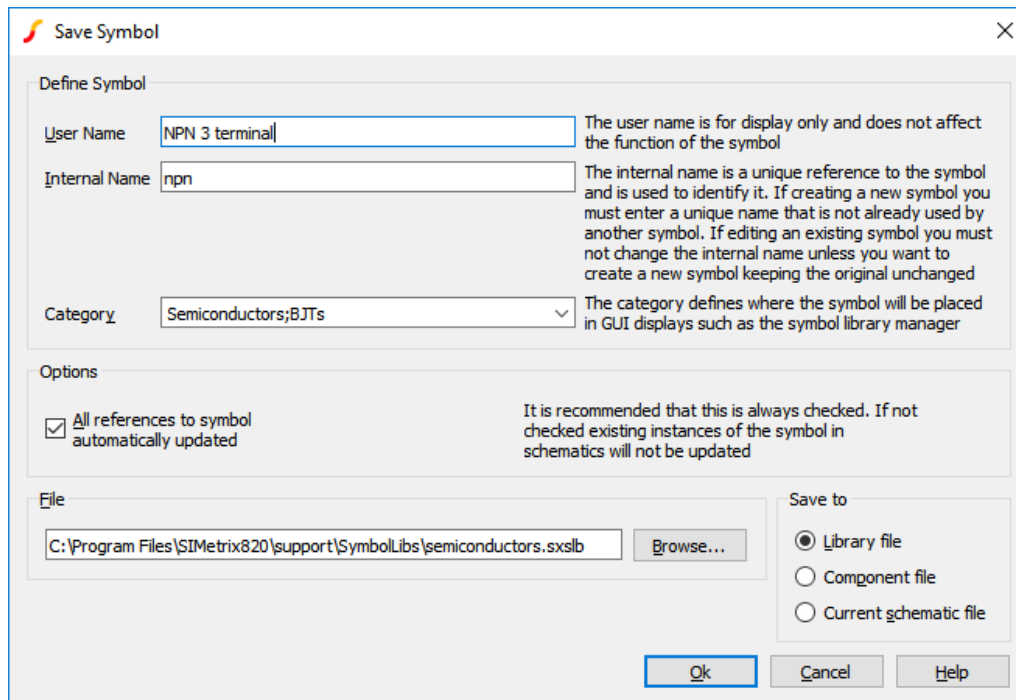 Save Symbol
Define Symbol
User Name
NPN 3 terminal
The user name is for display only and does not affect
the function of the symbol
Internal Name
npn
The internal name is a unique reference to the symbol
and is used to identify it. If creating a new symbol you
must enter a unique name that is not already used by
another symbol. If editing an existing symbol you must
not change the internal name unless you want to
create a new symbol keeping the original unchanged
Category
Semiconductors;BJTs
The category defines where the symbol will be placed
in GUI displays such as the symbol library manager
Options
All references to symbol
automatically updated
It is recommended that this is always checked. If not
checked existing instances of the symbol in
schematics will not be updated
File
C:\Program Files\SIMetrix820\support\SymbolLibs\semiconductors.sxslb
Browse...
Save to
Library file
Component file
Current schematic file
Ok
Cancel
Help